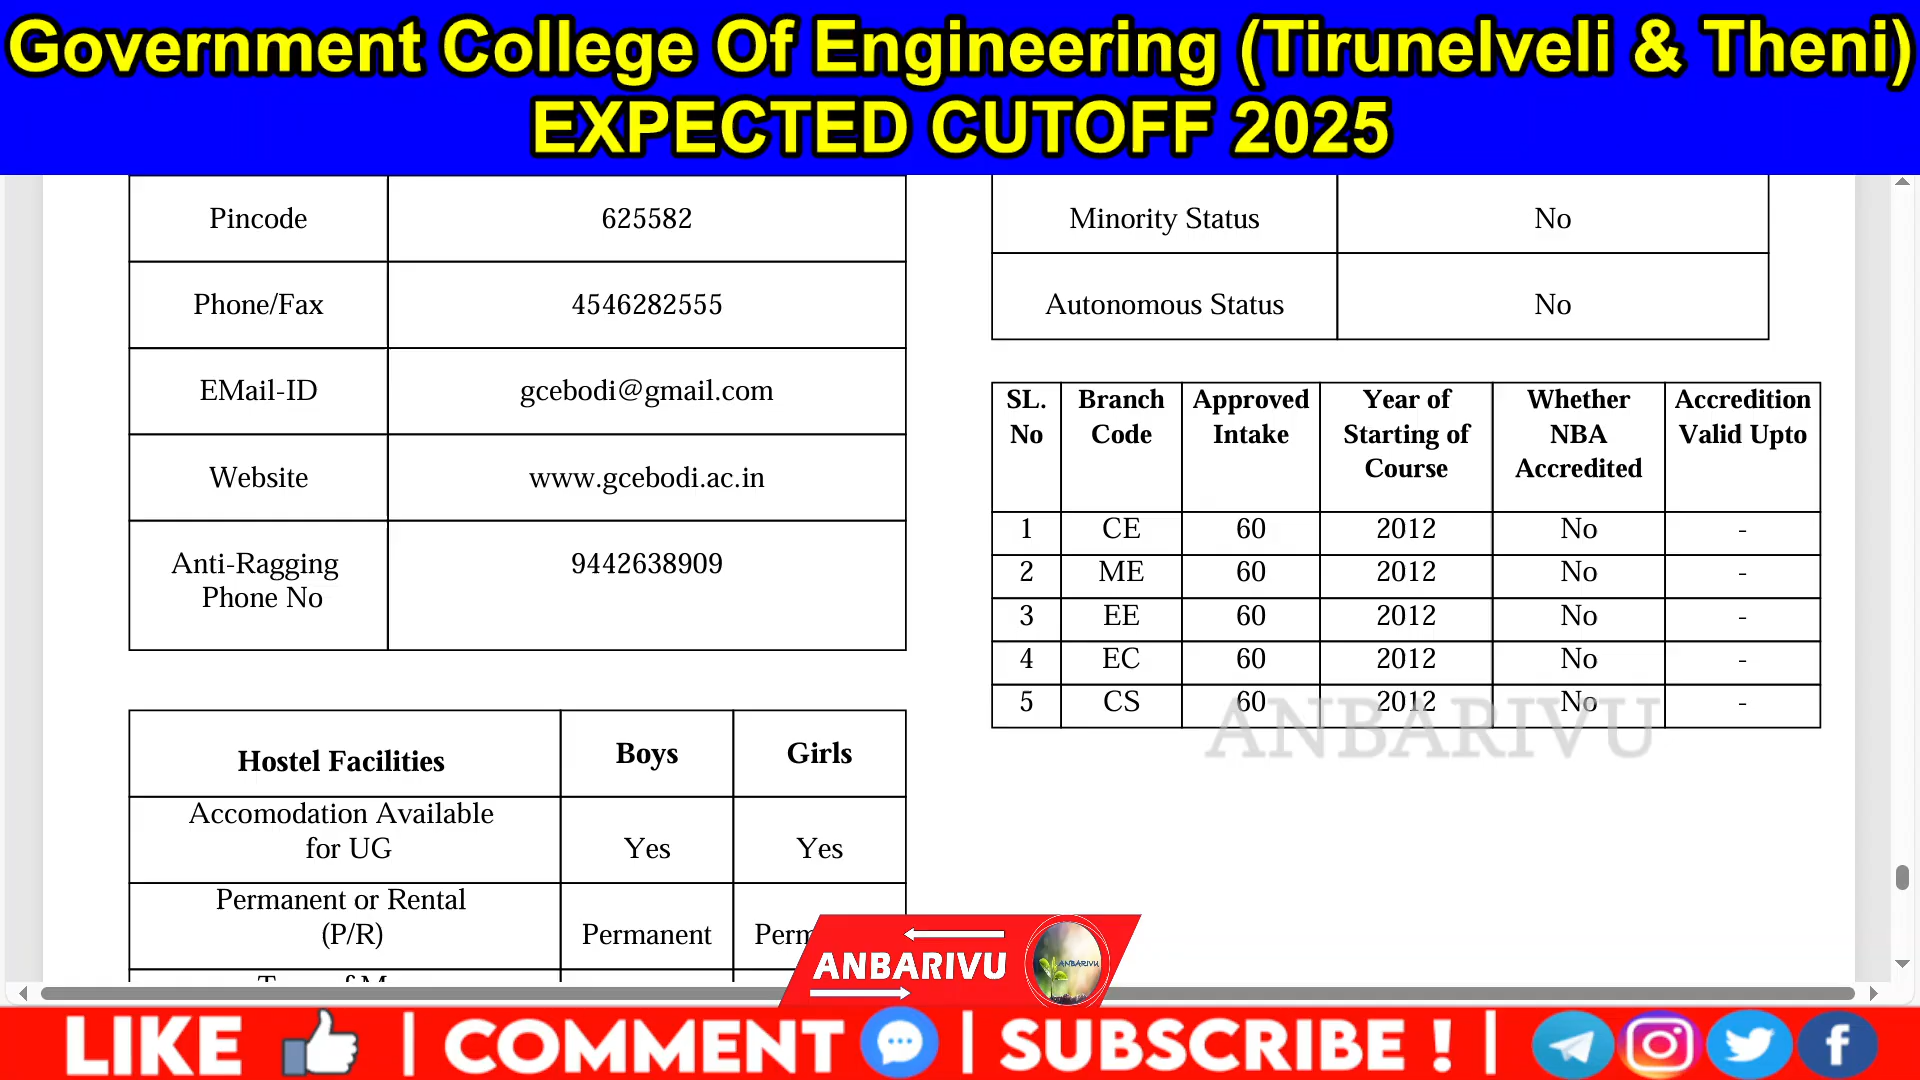 Government College Of Engineering (Tirunelveli & Theni)
EXPECTED CUTOFF 2025
Pincode 625582
Phone/Fax 4546282555
EMail-ID gcebodi@gmail.com
Website www.gcebodi.ac.in
Anti-Ragging 9442638909
Phone No
Hostel Facilities Boys Girls
Accomodation Available
for UG Yes Yes
Permanent or Rental
(P/R) Permanent
Minority Status No
Autonomous Status No
SL. Branch Approved Year of Whether Accredition
No Code Intake Starting of NBA Valid Upto
Course Accredited
1 CE 60 2012 No -
2 ME 60 2012 No -
3 EE 60 2012 No -
4 EC 60 2012 No -
5 CS 60 2012 No -
ANBARIVU
ANBARIVU
ANBARIVU
LIKE | COMMENT | SUBSCRIBE ! |